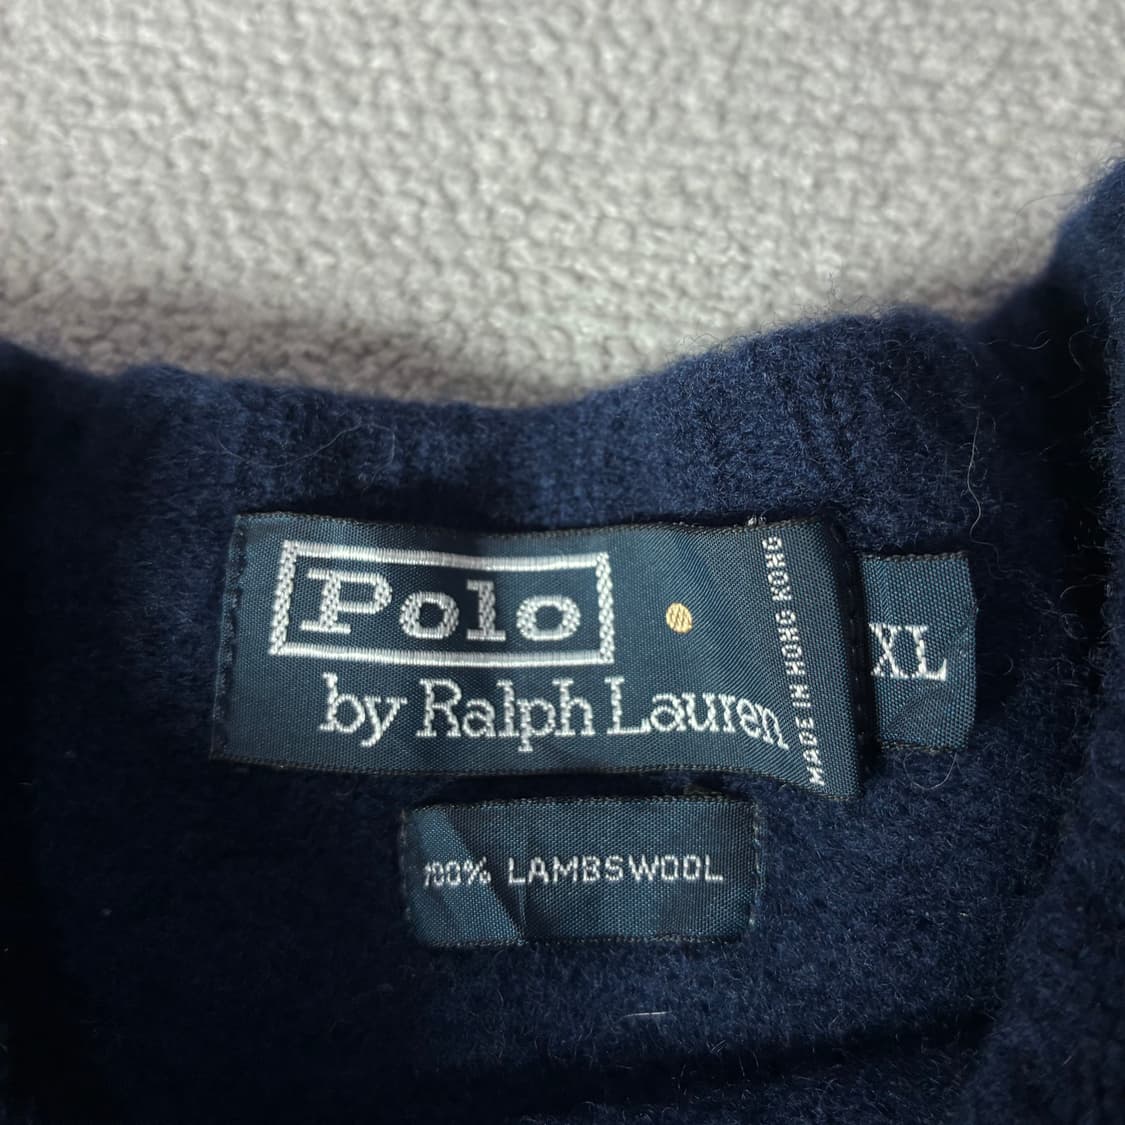 Polo
by Ralph Lauren
MADE IN HONG KONG
XL
100% LAMBSWOOL